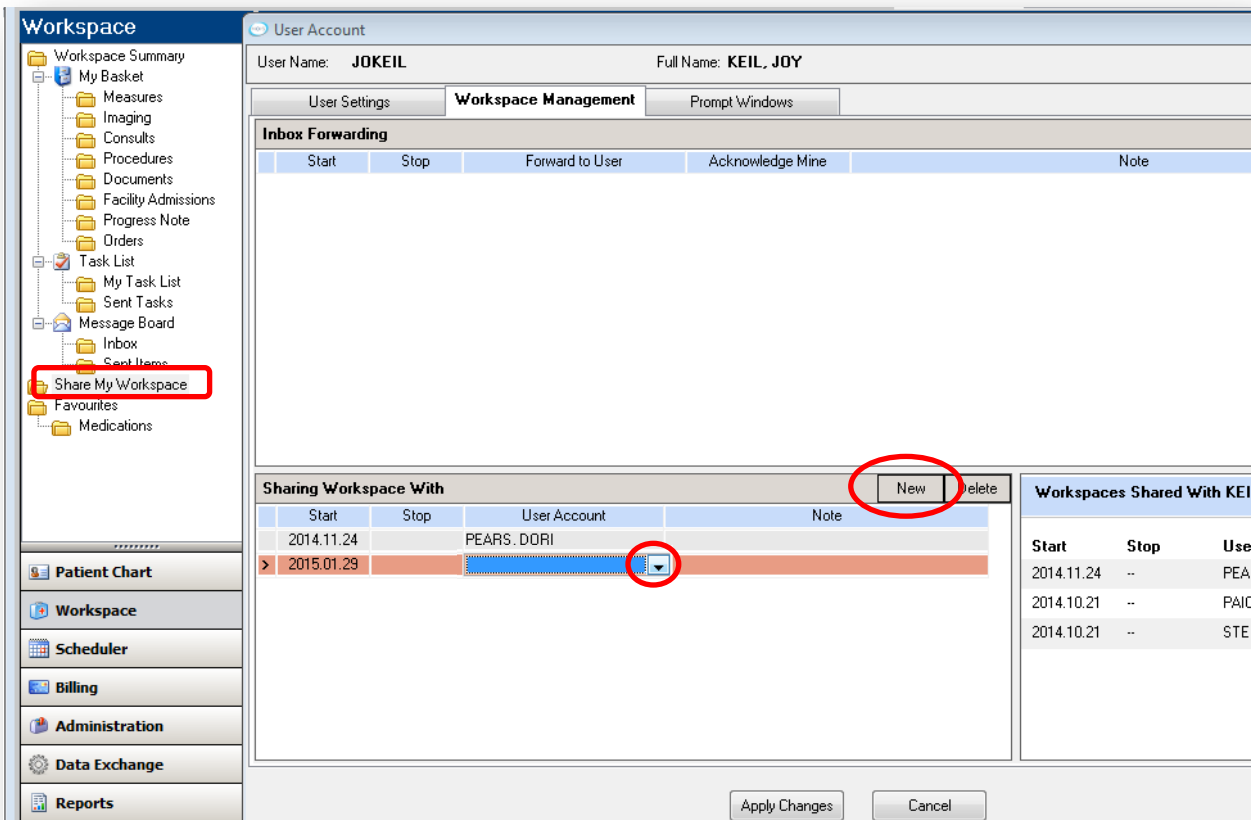 Workspace
Workspace Summary
My Basket
Measures
Imaging
Consults
Procedures
Documents
Facility Admissions
Progress Note
Orders
Task List
My Task List
Sent Tasks
Message Board
Inbox
Sent Items
Share My Workspace
Favourites
Medications
Patient Chart
Workspace
Scheduler
Billing
Administration
Data Exchange
Reports
User Account
User Name: JOKEIL Full Name: KEIL, JOY
User Settings Workspace Management Prompt Windows
Inbox Forwarding
Start Stop Forward to User Acknowledge Mine Note
Sharing Workspace With New Delete
Start Stop User Account Note
2014.11.24 PEARS. DORI
> 2015.01.29
Workspaces Shared With KEI
Start Stop Use
2014.11.24 -- PEA
2014.10.21 -- PAIC
2014.10.21 -- STE
Apply Changes Cancel